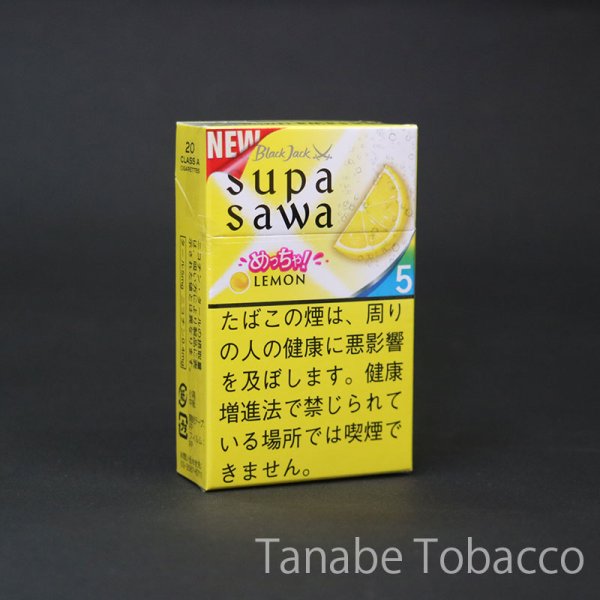 NEW
Black Jack
supa
sawa
めっちゃ!
LEMON
5
たばこの煙は、周り
の人の健康に悪影響
を及ぼします。健康
増進法で禁じられて
いる場所では喫煙で
きません。
20
CLASS A
CIGARETTES
Tanabe Tobacco